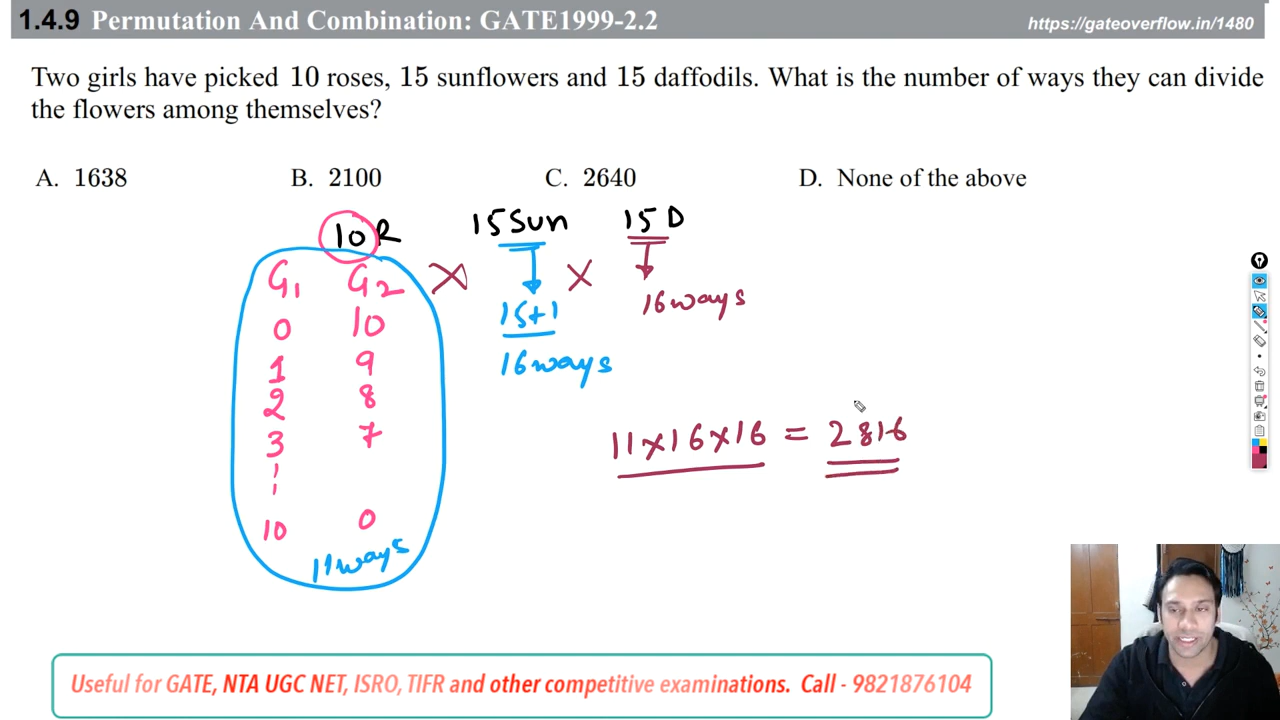 1.4.9 Permutation And Combination: GATE1999-2.2 https://gateoverflow.in/1480
Two girls have picked 10 roses, 15 sunflowers and 15 daffodils. What is the number of ways they can divide
the flowers among themselves?
A. 1638 B. 2100 C. 2640 D. None of the above
10 R × 15 Sun × 15 D
G1 G2
0 10
1 9
2 8
3 7
10 0
11ways
15+1
16ways
16ways
11×16×16 = 2816
Useful for GATE, NTA UGC NET, ISRO, TIFR and other competitive examinations. Call - 9821876104